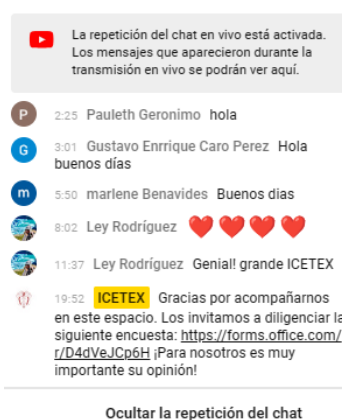 La repetición del chat en vivo está activada.
Los mensajes que aparecieron durante la
transmisión en vivo se podrán ver aquí.
P 2:25 Pauleth Geronimo hola
G 3:01 Gustavo Enrrique Caro Perez Hola
buenos días
m 5:50 marlene Benavides Buenos dias
8:02 Ley Rodríguez ❤️❤️❤️❤️
11:37 Ley Rodríguez Genial! grande ICETEX
19:52 ICETEX Gracias por acompañarnos
en este espacio. Los invitamos a diligenciar la
siguiente encuesta: https://forms.office.com/
r/D4dVeJCp6H ¡Para nosotros es muy
importante su opinión!
Ocultar la repetición del chat